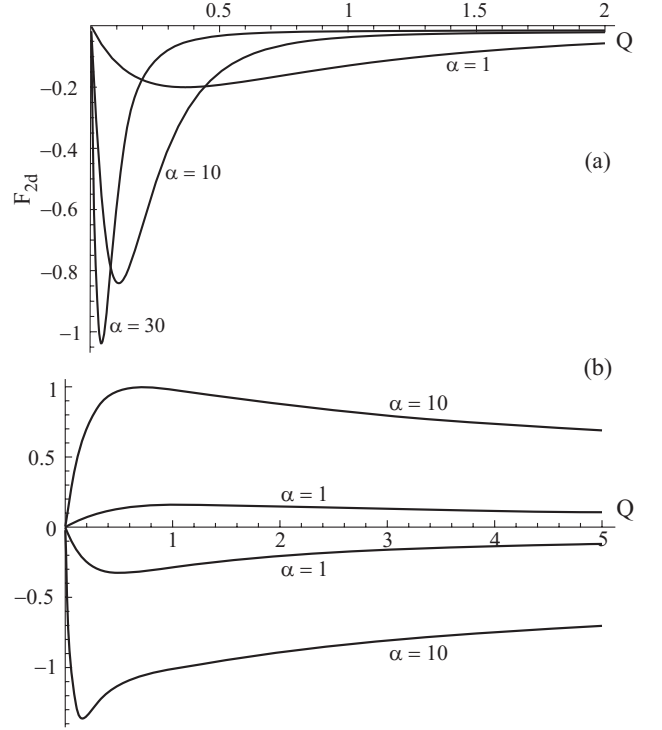 0.5 1 1.5 2
Q
−0.2
α = 1
−0.4
(a)
α = 10
F2d
−0.6
−0.8
−1
α = 30
(b)
1
α = 10
0.5
α = 1
Q
0
1 2 3 4 5
α = 1
−0.5
α = 10
−1